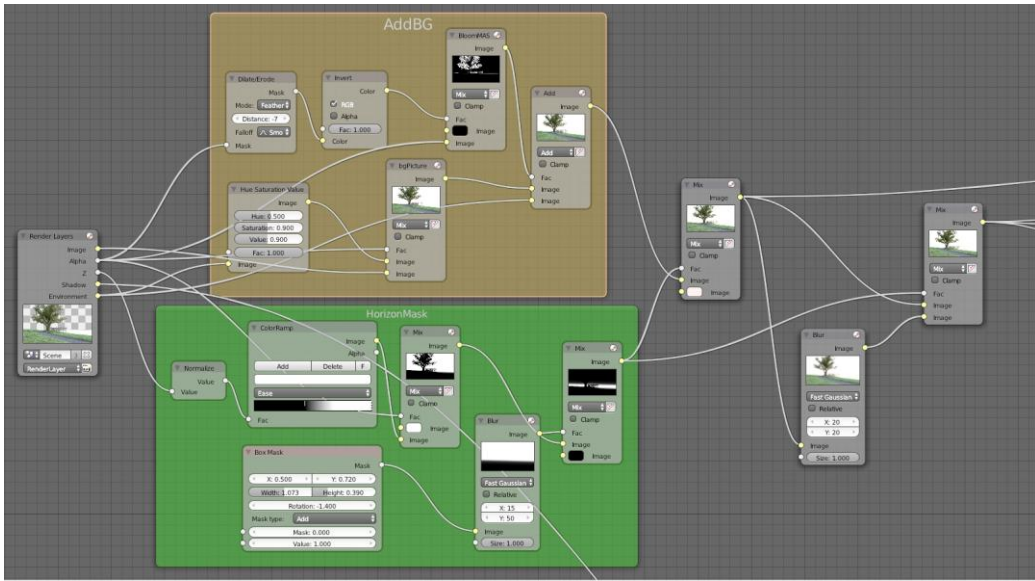 AddBG
BloomMAS
Image
Mix
Clamp
Fac
Image
Image
Dilate/Erode
Mask
Mode: Feather
Distance: -7
Falloff Smo
Mask
Invert
Color
RGB
Alpha
Fac: 1.000
Color
Add
Image
Add
Clamp
Fac
Image
Image
bgPicture
Image
Mix
Clamp
Fac
Image
Image
Hue Saturation Value
Image
Hue: 0.500
Saturation: 0.900
Value: 0.900
Fac: 1.000
Image
Render Layers
Image
Alpha
Z
Shadow
Environment
Scene
RenderLayer
Mix
Image
Mix
Clamp
Fac
Image
Image
Mix
Image
Mix
Clamp
Fac
Image
Image
HorizonMask
ColorRamp
Image
Alpha
Add Delete F
Ease
Fac
Normalize
Value
Value
Mix
Image
Mix
Clamp
Fac
Image
Image
Mix
Image
Mix
Clamp
Fac
Image
Image
Blur
Image
Fast Gaussian
Relative
X: 15
Y: 50
Image
Size: 1.000
Box Mask
Mask
X: 0.500 Y: 0.720
Width: 1.073 Height: 0.390
Rotation: -1.400
Mask type: Add
Mask: 0.000
Value: 1.000
Blur
Image
Fast Gaussian
Relative
X: 20
Y: 20
Image
Size: 1.000